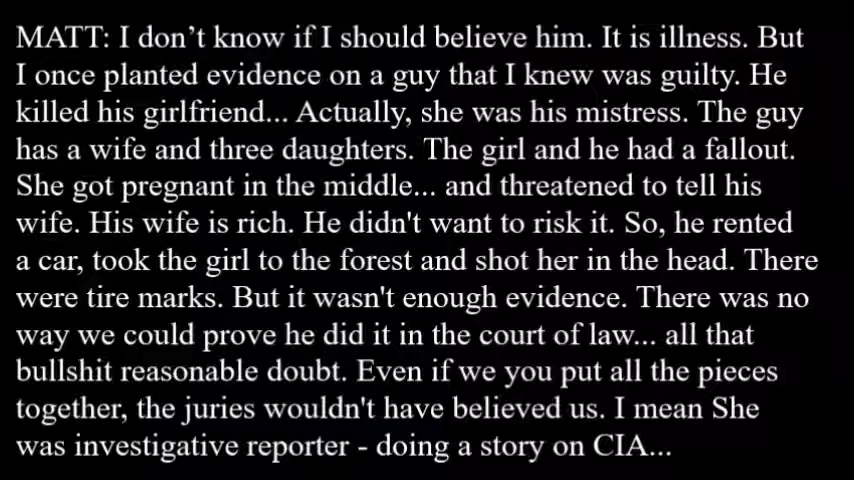 MATT: I don’t know if I should believe him. It is illness. But
I once planted evidence on a guy that I knew was guilty. He
killed his girlfriend... Actually, she was his mistress. The guy
has a wife and three daughters. The girl and he had a fallout.
She got pregnant in the middle... and threatened to tell his
wife. His wife is rich. He didn't want to risk it. So, he rented
a car, took the girl to the forest and shot her in the head. There
were tire marks. But it wasn't enough evidence. There was no
way we could prove he did it in the court of law... all that
bullshit reasonable doubt. Even if we you put all the pieces
together, the juries wouldn't have believed us. I mean She
was investigative reporter - doing a story on CIA...